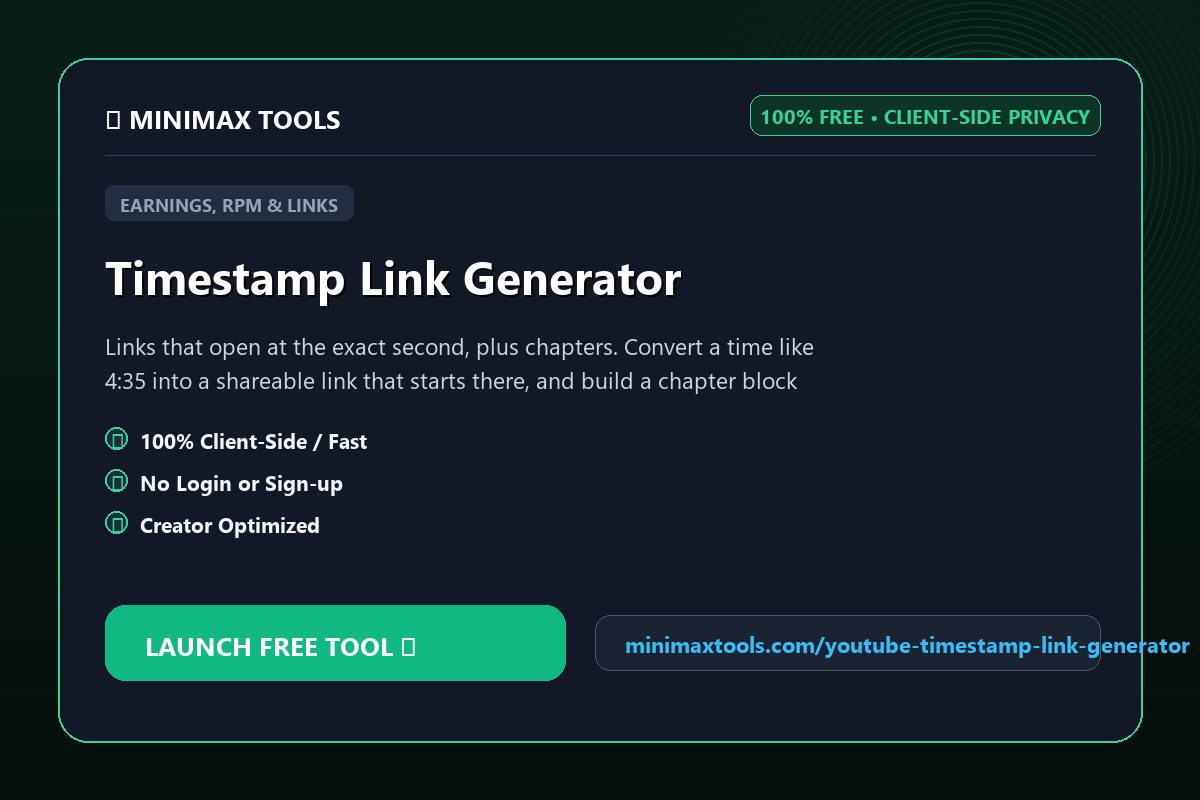 MINIMAX TOOLS
100% FREE • CLIENT-SIDE PRIVACY
EARNINGS, RPM & LINKS
Timestamp Link Generator
Links that open at the exact second, plus chapters. Convert a time like
4:35 into a shareable link that starts there, and build a chapter block
100% Client-Side / Fast
No Login or Sign-up
Creator Optimized
LAUNCH FREE TOOL
minimaxtools.com/youtube-timestamp-link-generator